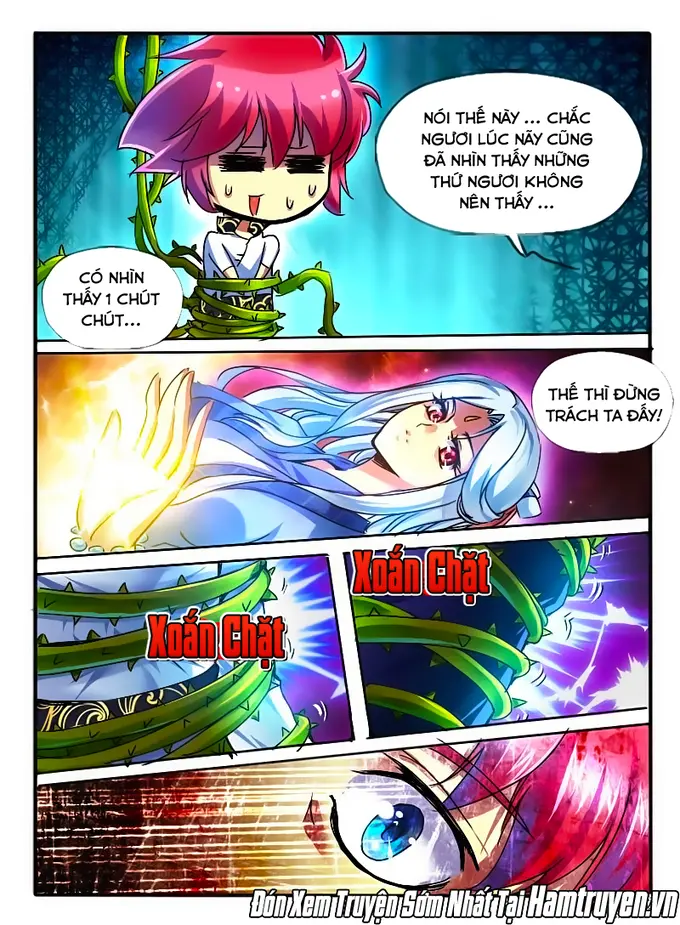 NÓI THẾ NÀY ... CHẮC
NGƯƠI LÚC NÃY CŨNG
ĐÃ NHÌN THẤY NHỮNG
THỨ NGƯƠI KHÔNG
NÊN THẤY ...
CÓ NHÌN
THẤY 1 CHÚT
CHÚT...
THẾ THÌ ĐỪNG
TRÁCH TA ĐẤY!
Xoắn Chặt
Xoắn Chặt
Đón Xem Truyện Sớm Nhất Tại Hamtruyen.vn